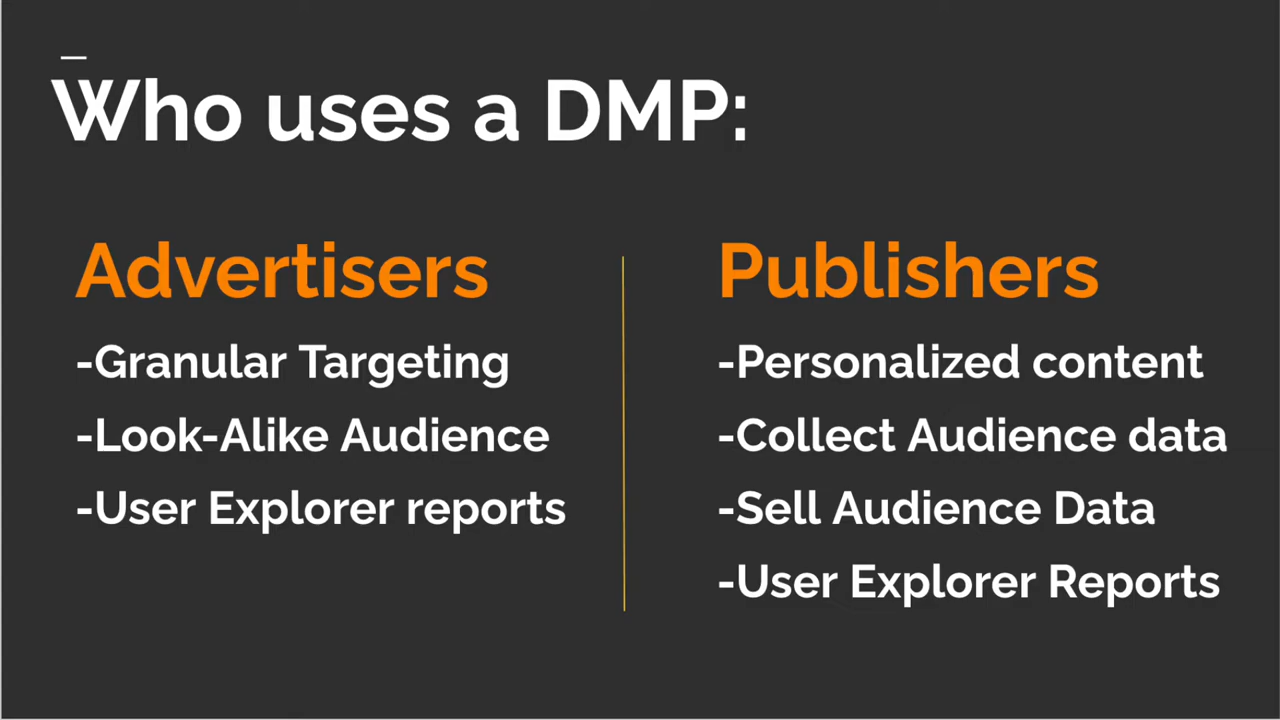 Who uses a DMP:
Advertisers
-Granular Targeting
-Look-Alike Audience
-User Explorer reports
Publishers
-Personalized content
-Collect Audience data
-Sell Audience Data
-User Explorer Reports